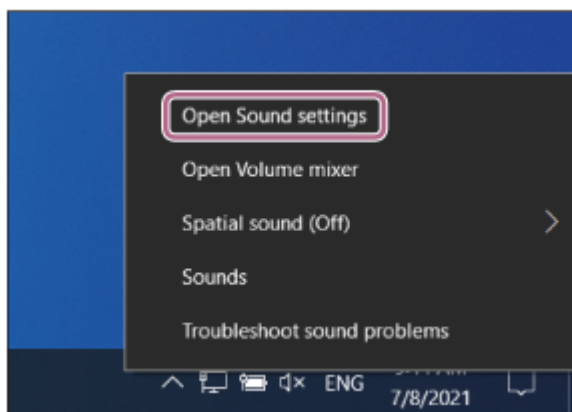 Open Sound settings
Open Volume mixer
Spatial sound (Off)
Sounds
Troubleshoot sound problems
ENG
7/8/2021